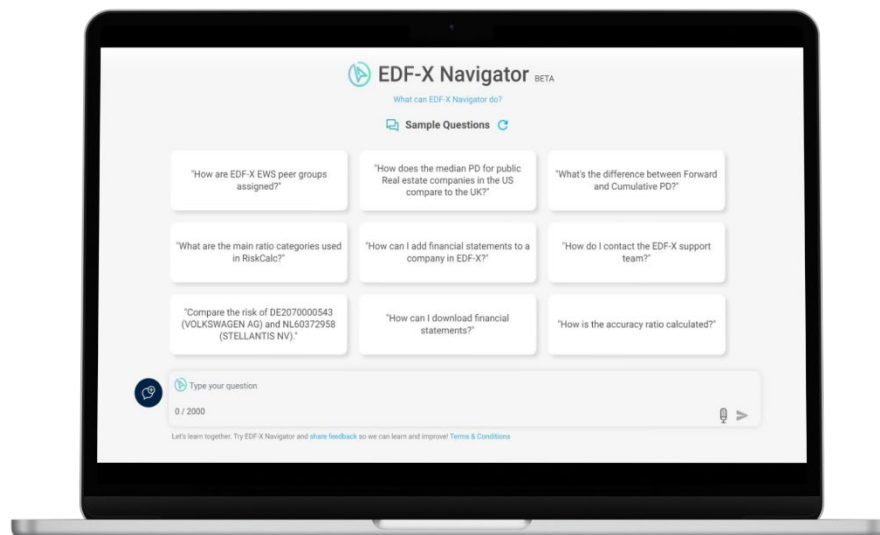 EDF-X Navigator BETA
What can EDF-X Navigator do?
Sample Questions
"How are EDF-X EWS peer groups
assigned?"
"How does the median PD for public
Real estate companies in the US
compare to the UK?"
"What's the difference between Forward
and Cumulative PD?"
"What are the main ratio categories used
in RiskCalc?"
"How can I add financial statements to a
company in EDF-X?"
"How do I contact the EDF-X support
team?"
"Compare the risk of DE2070000543
(VOLKSWAGEN AG) and NL60372958
(STELLANTIS NV)."
"How can I download financial
statements?"
"How is the accuracy ratio calculated?"
Type your question
0 / 2000
Let's learn together. Try EDF-X Navigator and share feedback so we can learn and improve! Terms & Conditions